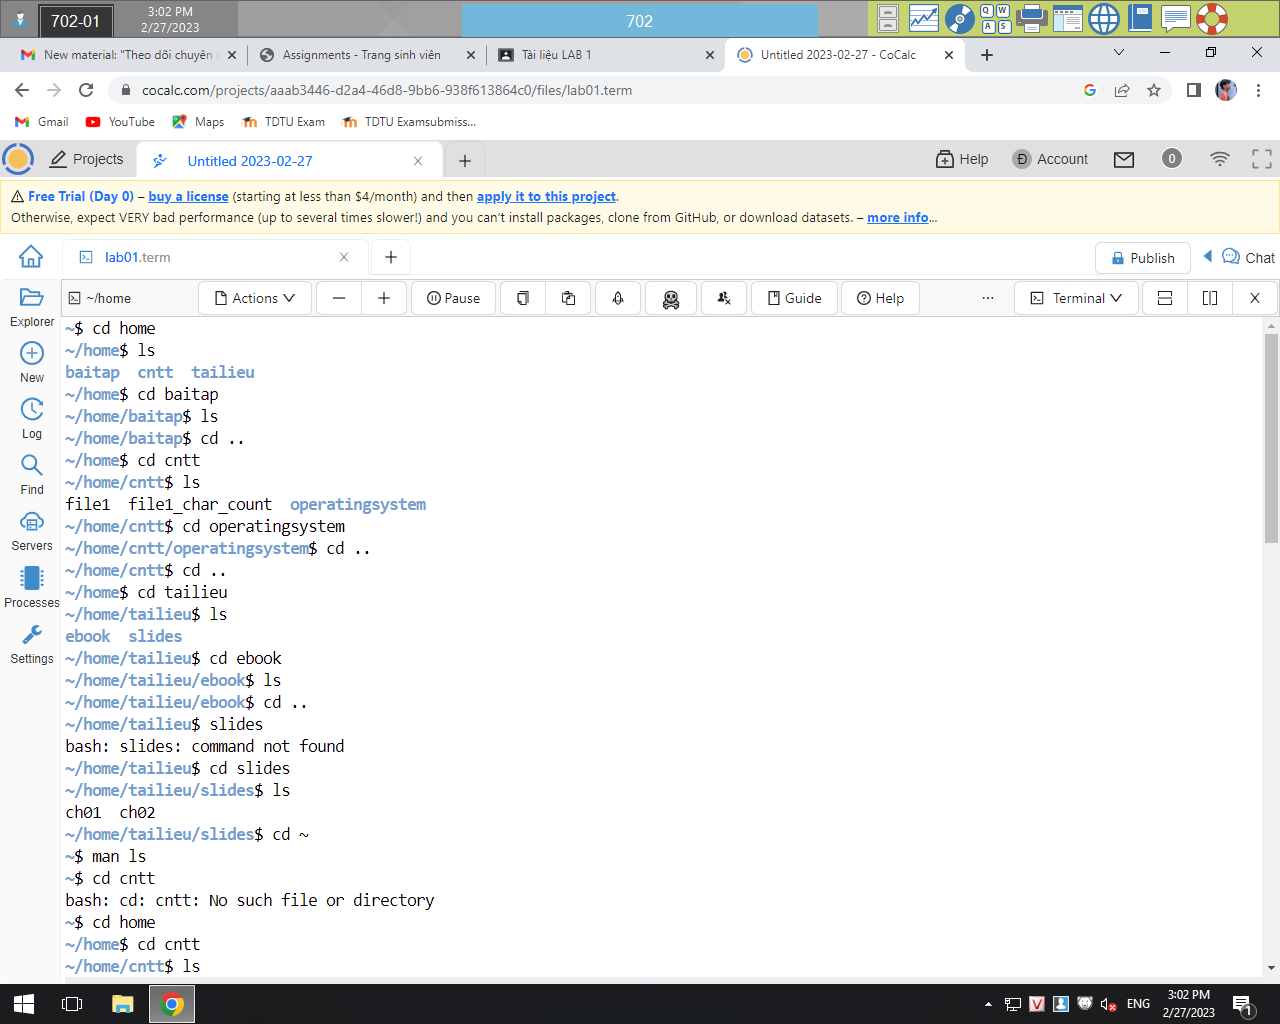 702-01
3:02 PM
2/27/2023
702
Q W
A S
New material: "Theo dõi chuyên
Assignments - Trang sinh viên
Tài liệu LAB 1
Untitled 2023-02-27 - CoCalc
cocalc.com/projects/aaab3446-d2a4-46d8-9bb6-938f613864c0/files/lab01.term
Gmail
YouTube
Maps
TDTU Exam
TDTU Examsubmiss...
Projects
Untitled 2023-02-27
Help
Account
0
Free Trial (Day 0) – buy a license (starting at less than $4/month) and then apply it to this project.
Otherwise, expect VERY bad performance (up to several times slower!) and you can't install packages, clone from GitHub, or download datasets. – more info...
lab01.term
Publish
Chat
~/home
Actions
Pause
Guide
Help
Terminal
Explorer
New
Log
Find
Servers
Processes
Settings
~$ cd home
~/home$ ls
baitap  cntt  tailieu
~/home$ cd baitap
~/home/baitap$ ls
~/home/baitap$ cd ..
~/home$ cd cntt
~/home/cntt$ ls
file1  file1_char_count  operatingsystem
~/home/cntt$ cd operatingsystem
~/home/cntt/operatingsystem$ cd ..
~/home/cntt$ cd ..
~/home$ cd tailieu
~/home/tailieu$ ls
ebook  slides
~/home/tailieu$ cd ebook
~/home/tailieu/ebook$ ls
~/home/tailieu/ebook$ cd ..
~/home/tailieu$ slides
bash: slides: command not found
~/home/tailieu$ cd slides
~/home/tailieu/slides$ ls
ch01  ch02
~/home/tailieu/slides$ cd ~
~$ man ls
~$ cd cntt
bash: cd: cntt: No such file or directory
~$ cd home
~/home$ cd cntt
~/home/cntt$ ls
ENG
3:02 PM
2/27/2023
1